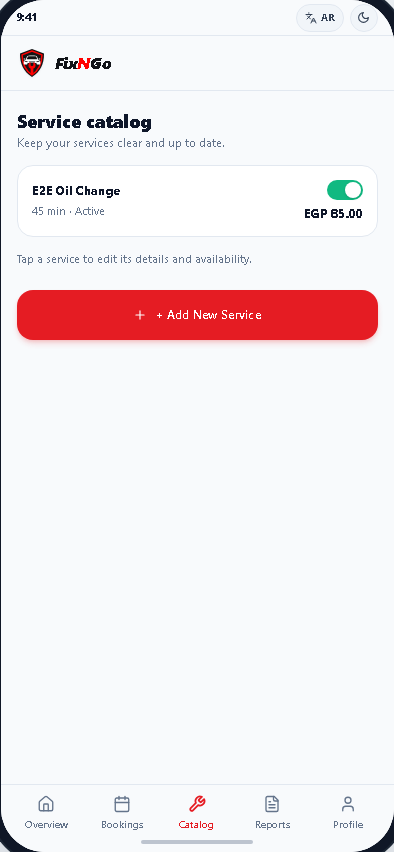 9:41
AR
FixNGo
Service catalog
Keep your services clear and up to date.
E2E Oil Change
45 min · Active
EGP 85.00
Tap a service to edit its details and availability.
+ + Add New Service
Overview
Bookings
Catalog
Reports
Profile